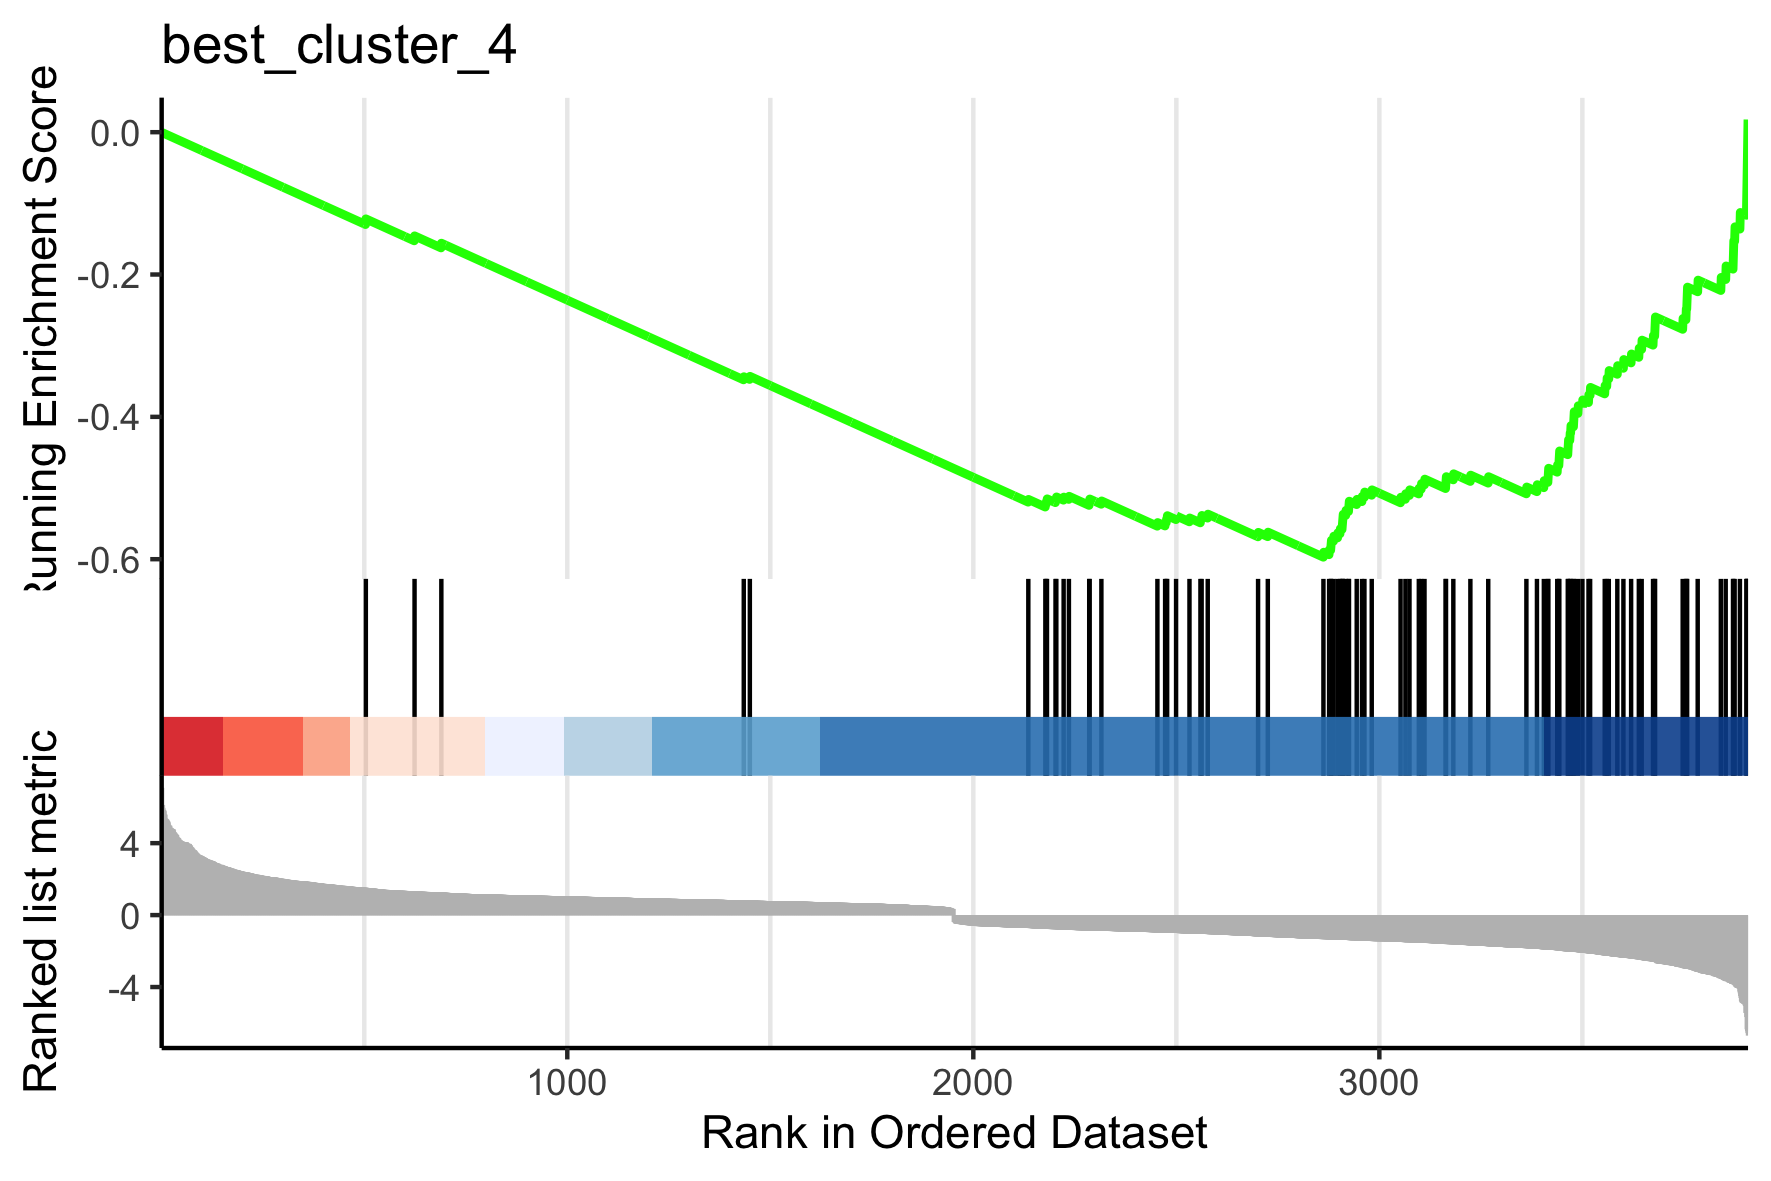 best_cluster_4
Running Enrichment Score
0.0
-0.2
-0.4
-0.6
Ranked list metric
4
0
-4
1000
2000
3000
Rank in Ordered Dataset